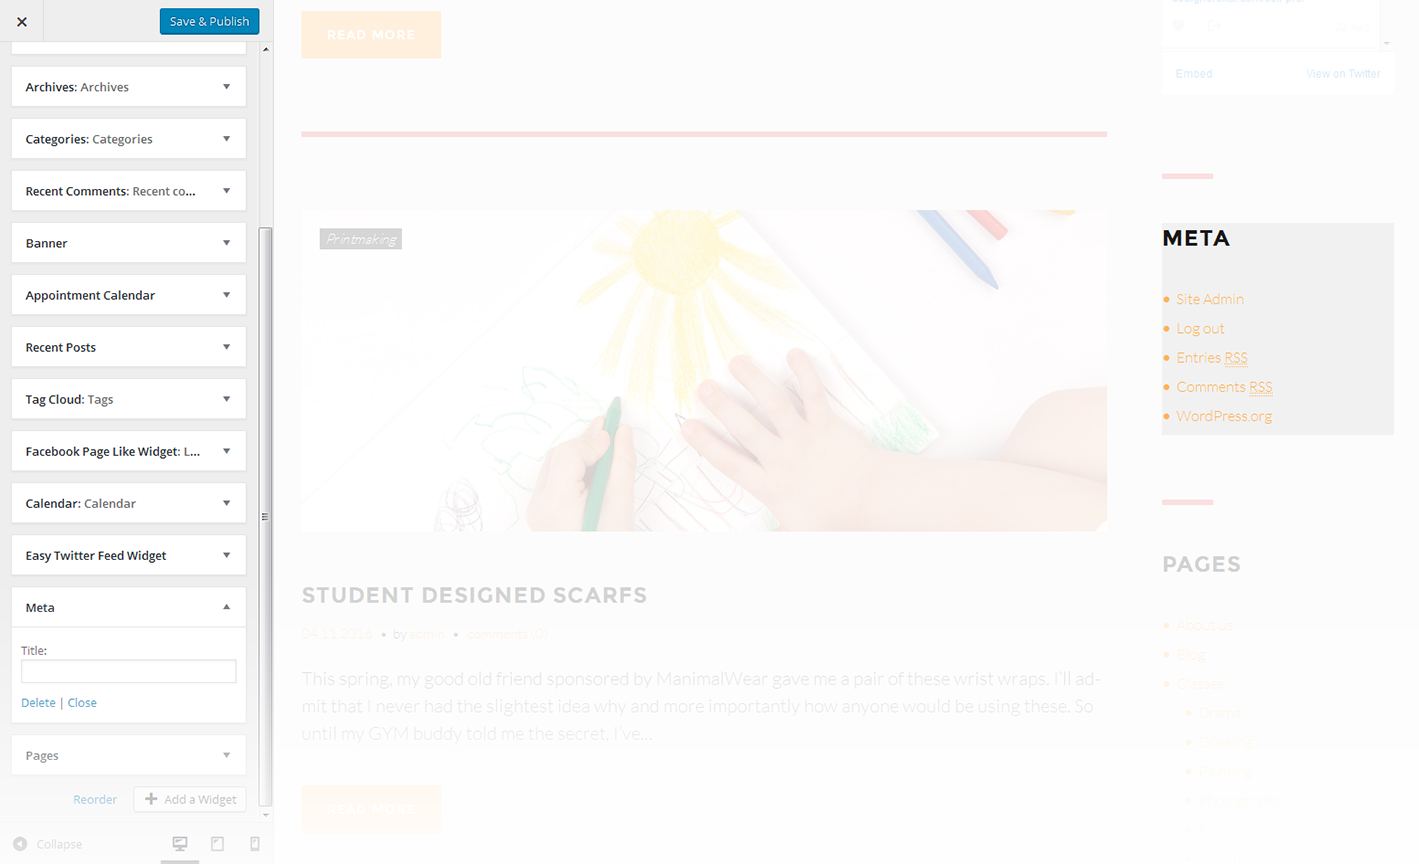 Save & Publish
Archives: Archives
Categories: Categories
Recent Comments: Recent co...
Banner
Appointment Calendar
Recent Posts
Tag Cloud: Tags
Facebook Page Like Widget: L...
Calendar: Calendar
Easy Twitter Feed Widget
Meta
Title:
Delete | Close
Pages
Reorder
Add a Widget
Collapse
READ MORE
Printmaking
STUDENT DESIGNED SCARFS
04.11.2016 • by admin • comments (0)
This spring, my good old friend sponsored by ManimalWear gave me a pair of these wrist wraps. I'll ad-
mit that I never had the slightest idea why and more importantly how anyone would be using these. So
until my GYM buddy told me the secret, I've...
READ MORE
Embed
View on Twitter
META
Site Admin
Log out
Entries RSS
Comments RSS
WordPress.org
PAGES
About us
Blog
Classes
Drama
Drawing
Painting